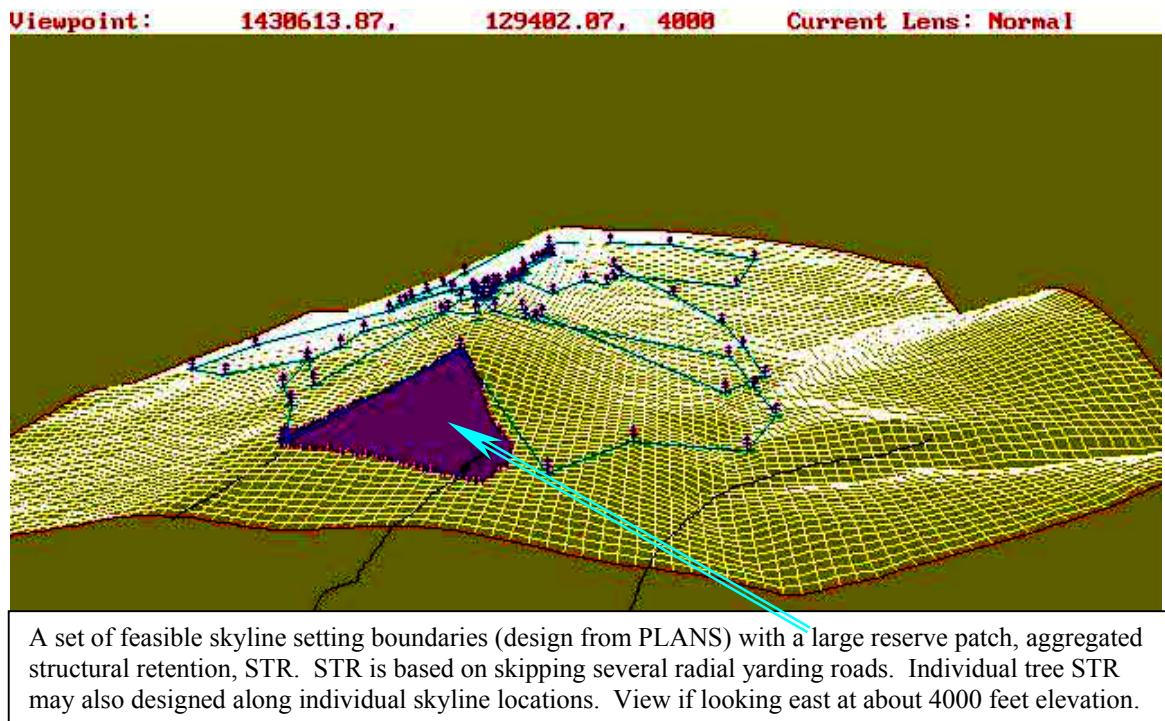 Viewpoint: 1430613.87, 129402.07, 4000 Current Lens: Normal
A set of feasible skyline setting boundaries (design from PLANS) with a large reserve patch, aggregated
structural retention, STR. STR is based on skipping several radial yarding roads. Individual tree STR
may also designed along individual skyline locations. View if looking east at about 4000 feet elevation.